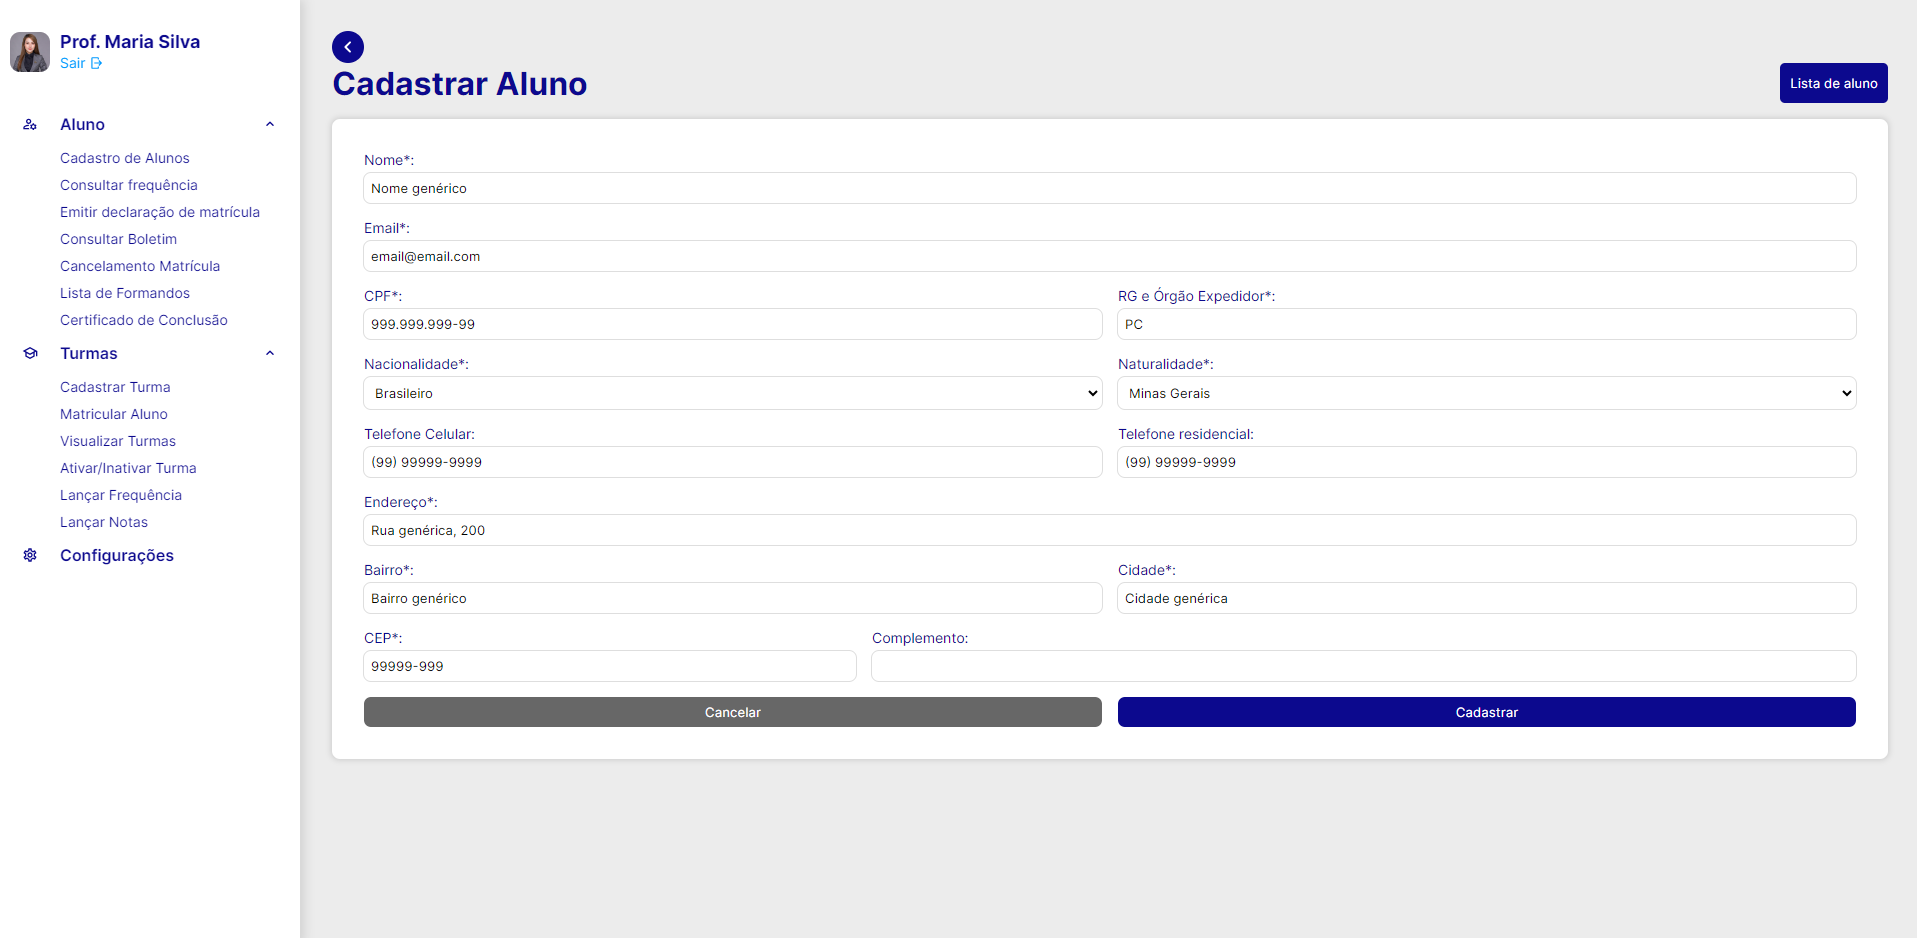 Prof. Maria Silva
Sair
Aluno
Cadastro de Alunos
Consultar frequência
Emitir declaração de matrícula
Consultar Boletim
Cancelamento Matrícula
Lista de Formandos
Certificado de Conclusão
Turmas
Cadastrar Turma
Matricular Aluno
Visualizar Turmas
Ativar/Inativar Turma
Lançar Frequência
Lançar Notas
Configurações
Cadastrar Aluno
Lista de aluno
Nome*:
Nome genérico
Email*:
email@email.com
CPF*:
999.999.999-99
RG e Órgão Expedidor*:
PC
Nacionalidade*:
Brasileiro
Naturalidade*:
Minas Gerais
Telefone Celular:
(99) 99999-9999
Telefone residencial:
(99) 99999-9999
Endereço*:
Rua genérica, 200
Bairro*:
Bairro genérico
Cidade*:
Cidade genérica
CEP*:
99999-999
Complemento:
Cancelar
Cadastrar